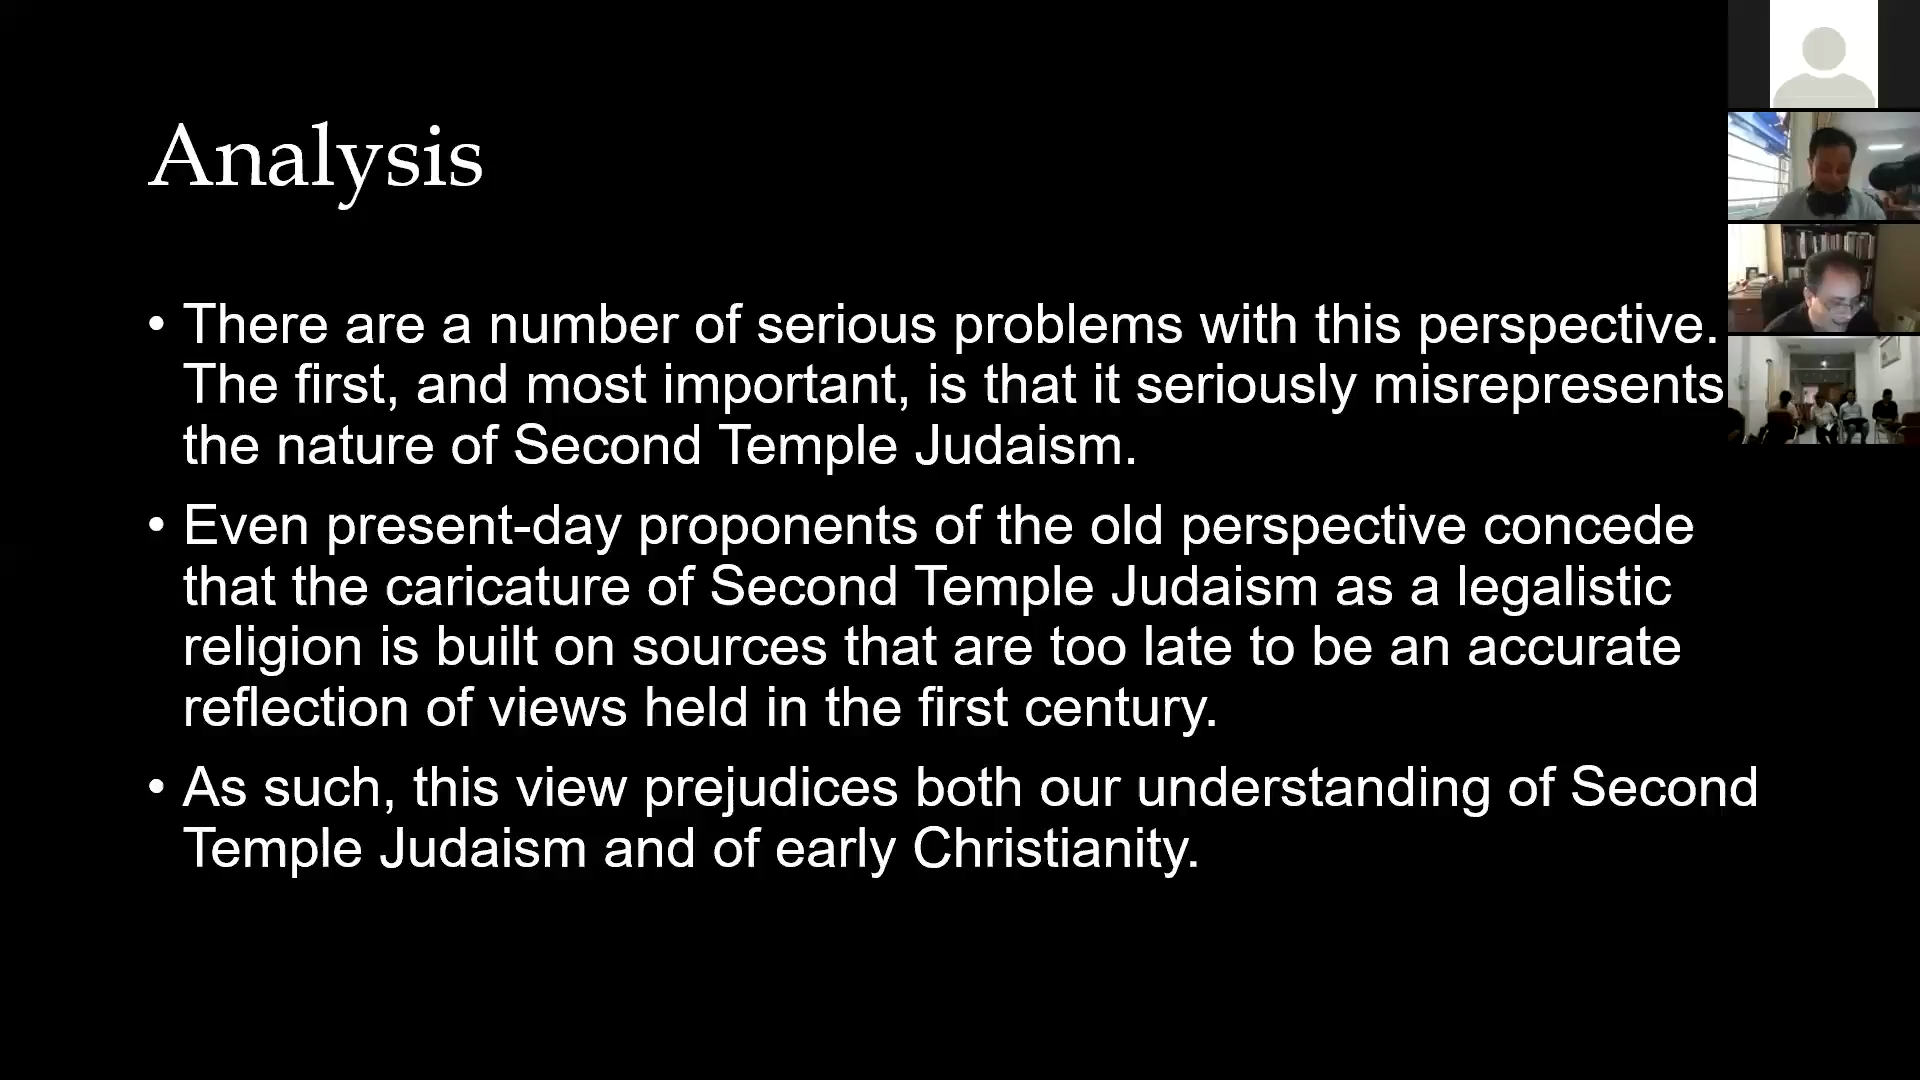 Analysis
• There are a number of serious problems with this perspective.
The first, and most important, is that it seriously misrepresents
the nature of Second Temple Judaism.
• Even present-day proponents of the old perspective concede
that the caricature of Second Temple Judaism as a legalistic
religion is built on sources that are too late to be an accurate
reflection of views held in the first century.
• As such, this view prejudices both our understanding of Second
Temple Judaism and of early Christianity.